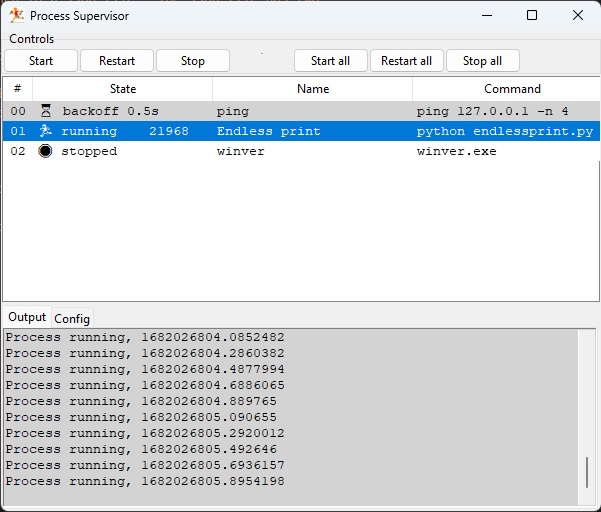 Process Supervisor
Controls
Start Restart Stop Start all Restart all Stop all
# State Name Command
00 backoff 0.5s ping ping 127.0.0.1 -n 4
01 running 21968 Endless print python endlessprint.py
02 stopped winver winver.exe
Output Config
Process running, 1682026804.0852482
Process running, 1682026804.2860382
Process running, 1682026804.4877994
Process running, 1682026804.6886065
Process running, 1682026804.889765
Process running, 1682026805.090655
Process running, 1682026805.2920012
Process running, 1682026805.492646
Process running, 1682026805.6936157
Process running, 1682026805.8954198